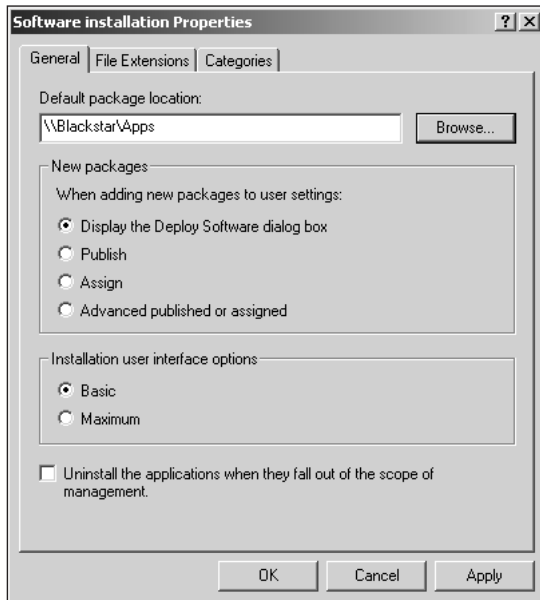 Software installation Properties
General File Extensions Categories
Default package location:
\\Blackstar\Apps Browse...
New packages
When adding new packages to user settings:
Display the Deploy Software dialog box
Publish
Assign
Advanced published or assigned
Installation user interface options
Basic
Maximum
Uninstall the applications when they fall out of the scope of
management.
OK Cancel Apply